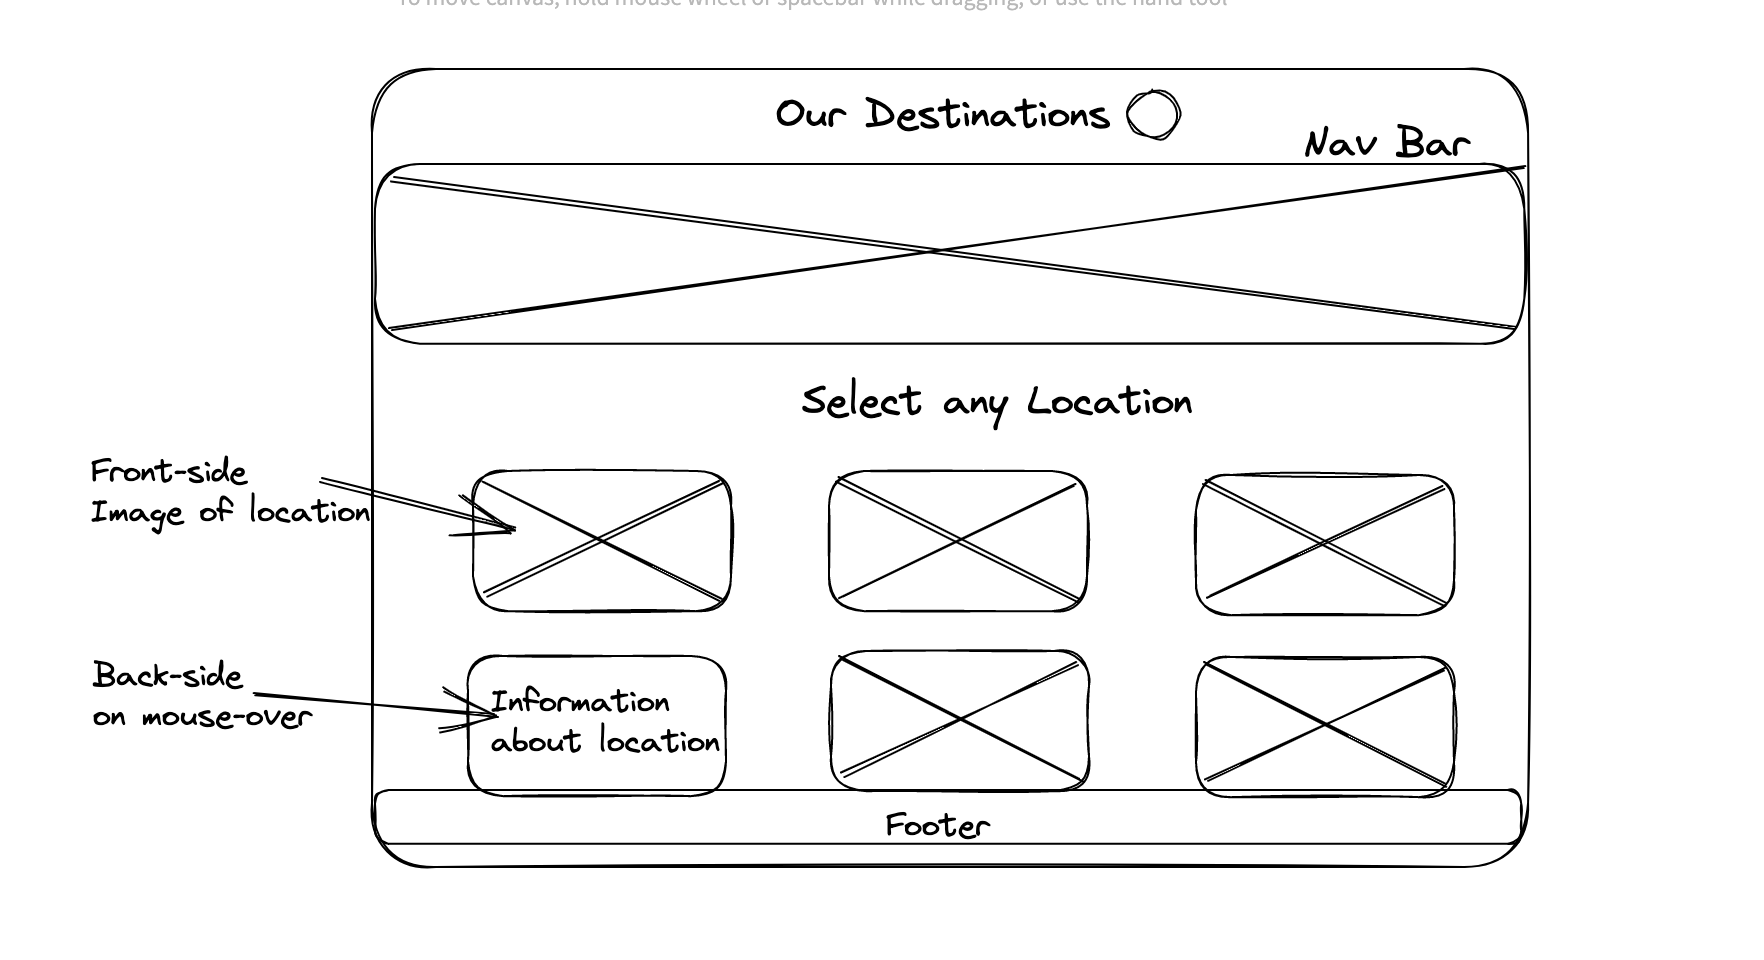 To move canvas, hold mouse wheel or spacebar while dragging, or use the hand tool
Our Destinations
Nav Bar
Select any Location
Front-side
Image of location
Back-side
on mouse-over
Information
about location
Footer